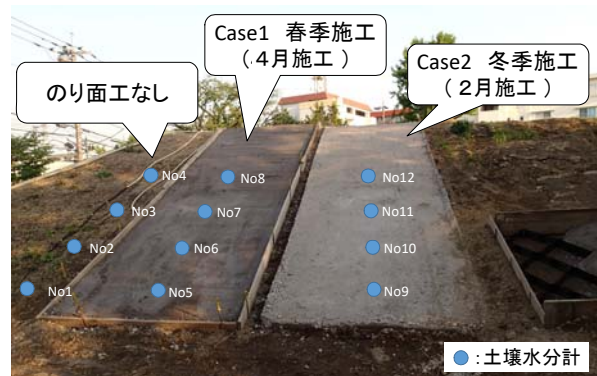 Case1 春季施工
(4月施工 )
Case2 冬季施工
( 2月施工 )
のり面工なし
No4
No8
No12
No3
No7
No11
No2
No6
No10
No1
No5
No9
:土壌水分計